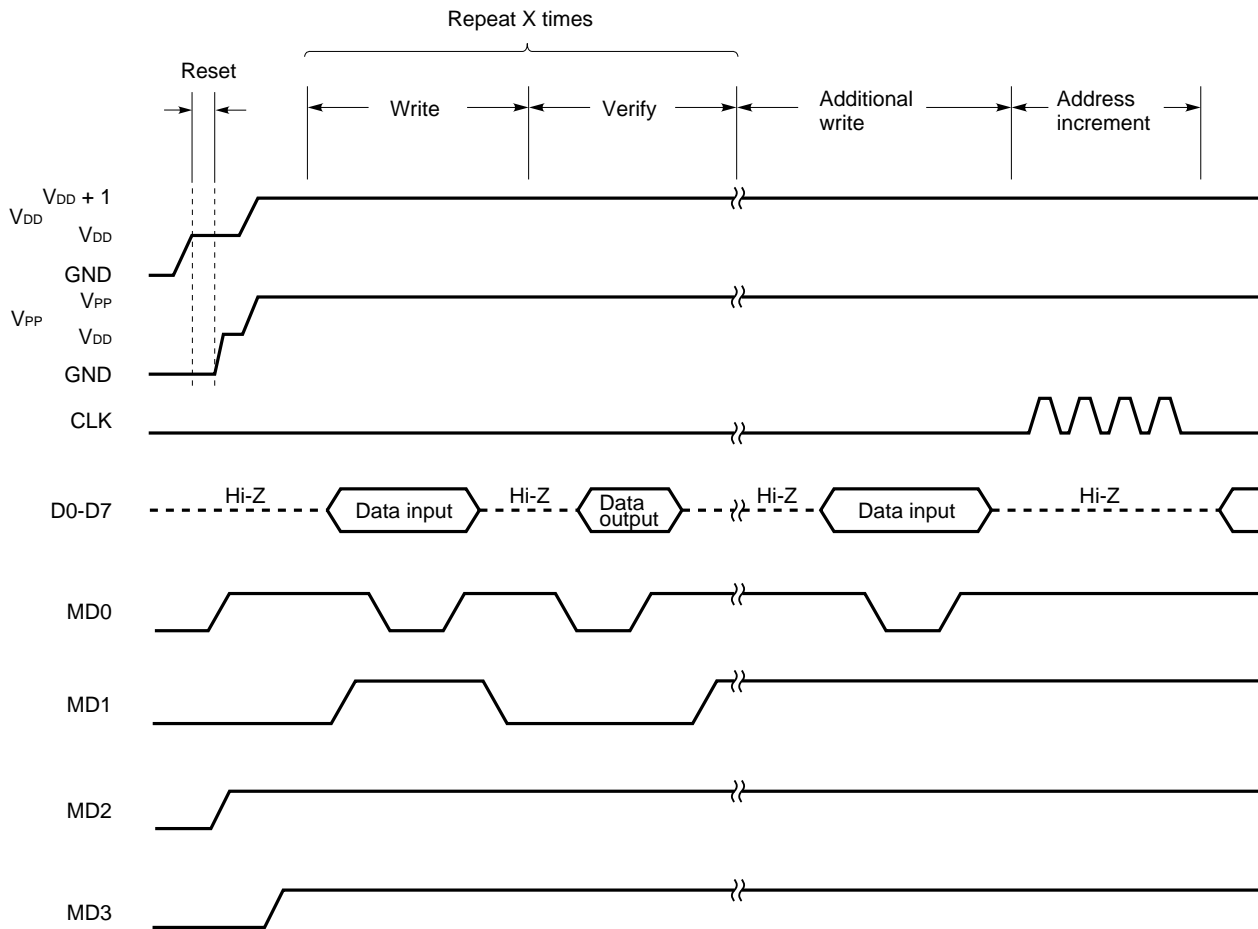 Repeat X times
Reset
Write
Verify
Additional
write
Address
increment
VDD + 1
VDD
VDD
GND
VPP
VPP
VDD
GND
CLK
Hi-Z
Hi-Z
Hi-Z
Hi-Z
D0-D7
Data input
Data
output
Data input
MD0
MD1
MD2
MD3